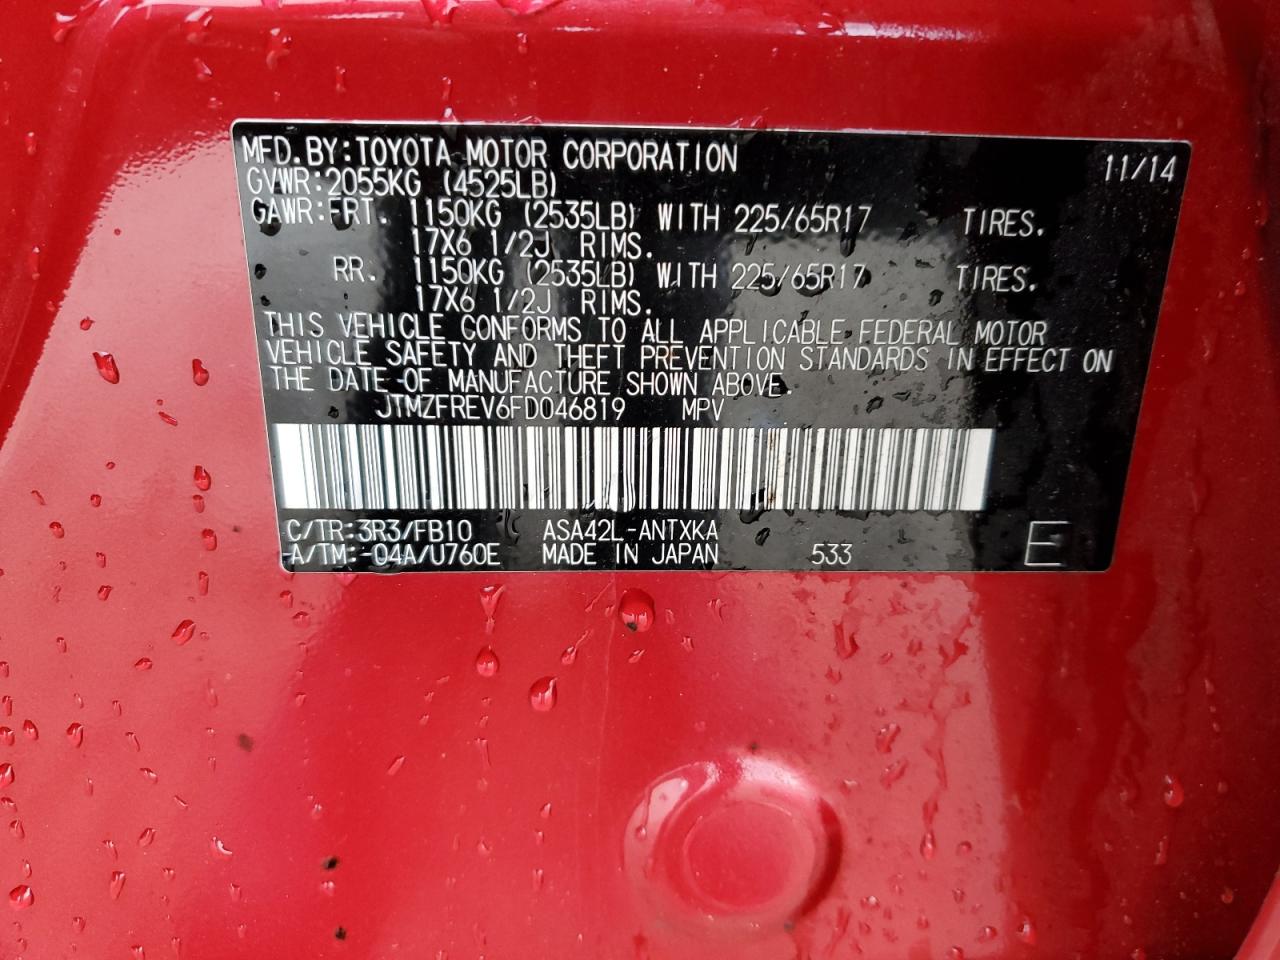 MFD.BY:TOYOTA MOTOR CORPORATION 11/14
GVWR:2055KG (4525LB)
GAWR:FRT. 1150KG (2535LB) WITH 225/65R17 TIRES.
17X6 1/2J RIMS.
RR. 1150KG (2535LB) WITH 225/65R17 TIRES.
17X6 1/2J RIMS.
THIS VEHICLE CONFORMS TO ALL APPLICABLE FEDERAL MOTOR
VEHICLE SAFETY AND THEFT PREVENTION STANDARDS IN EFFECT ON
THE DATE OF MANUFACTURE SHOWN ABOVE.
JTMZFREV6FD046819 MPV
C/TR:3R3/FB10 ASA42L-ANTXKA
A/TM:-04A/U760E MADE IN JAPAN 533 E